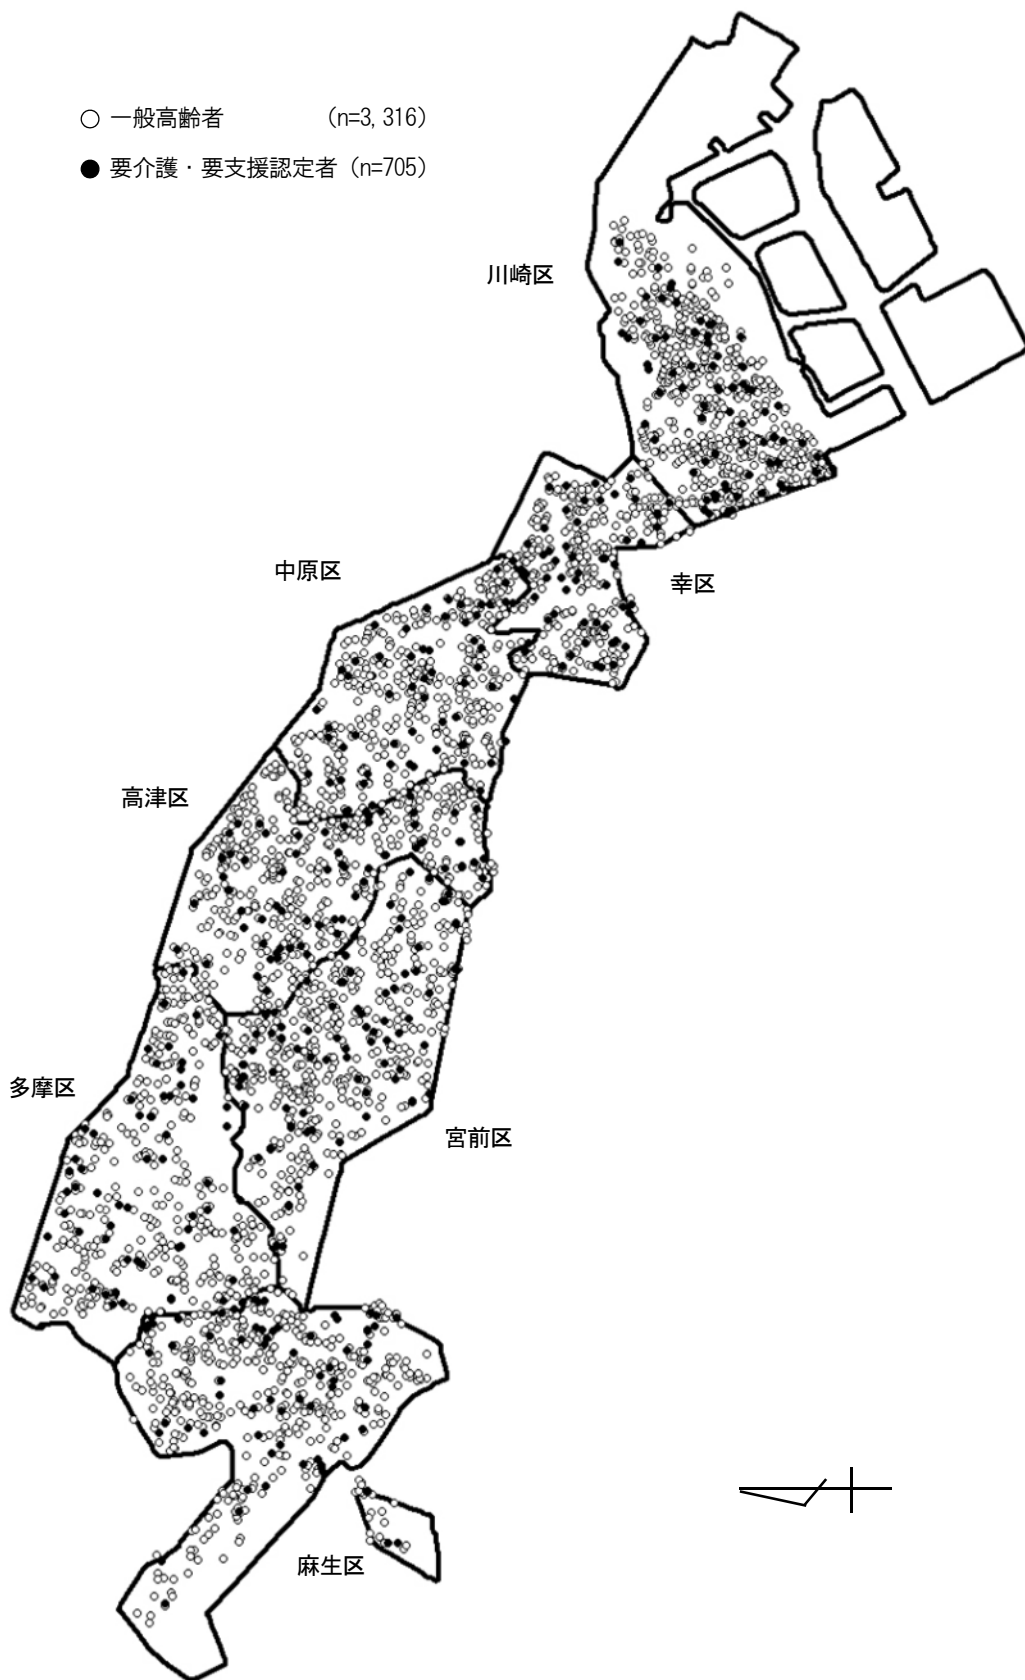 ○ 一般高齢者 (n=3,316)
● 要介護・要支援認定者 (n=705)
川崎区
中原区
幸区
高津区
多摩区
宮前区
麻生区